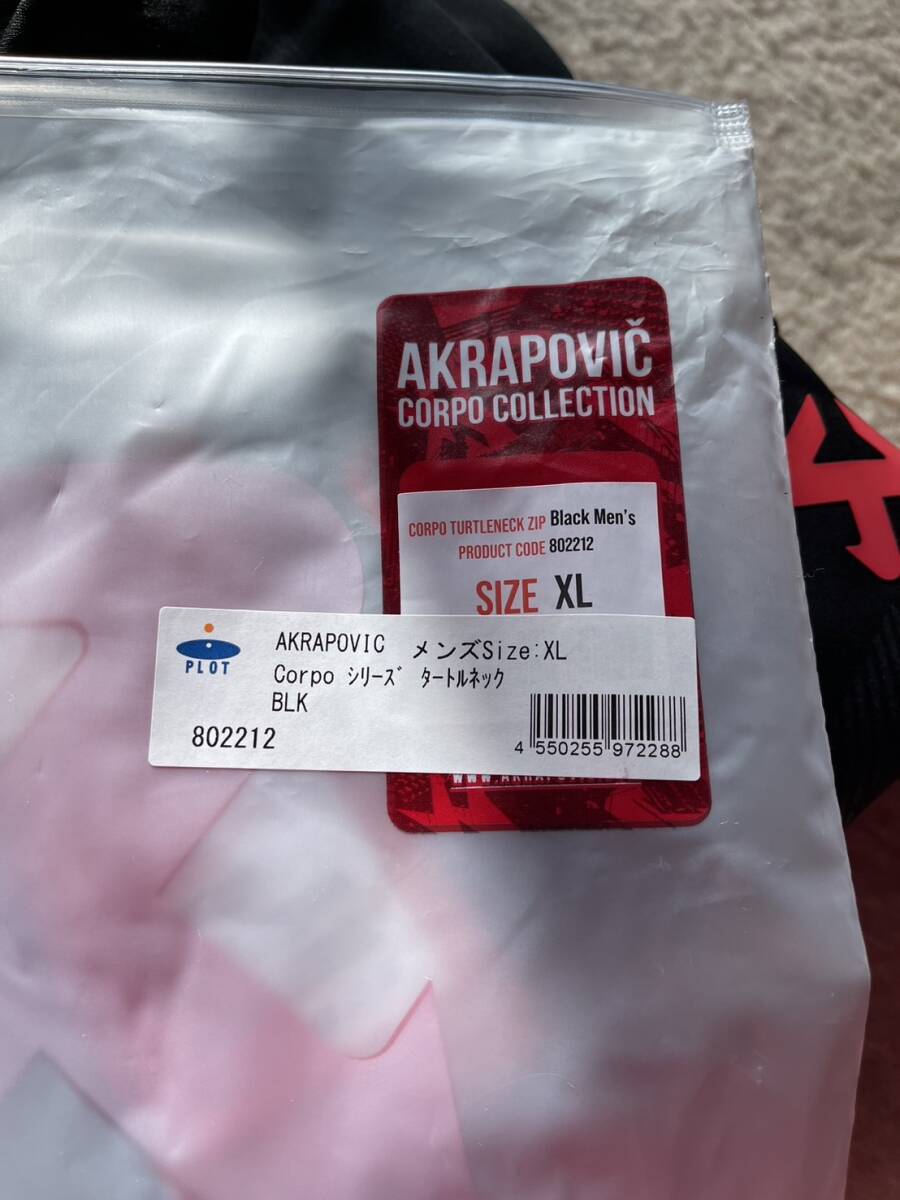 AKRAPOVIČ
CORPO COLLECTION
CORPO TURTLENECK ZIP Black Men's
PRODUCT CODE 802212
SIZE XL
PLOT
AKRAPOVIC メンズSize:XL
Corpo ｼﾘｰｽﾞ ﾀｰﾄﾙﾈｯｸ
BLK
802212
4 550255 972288